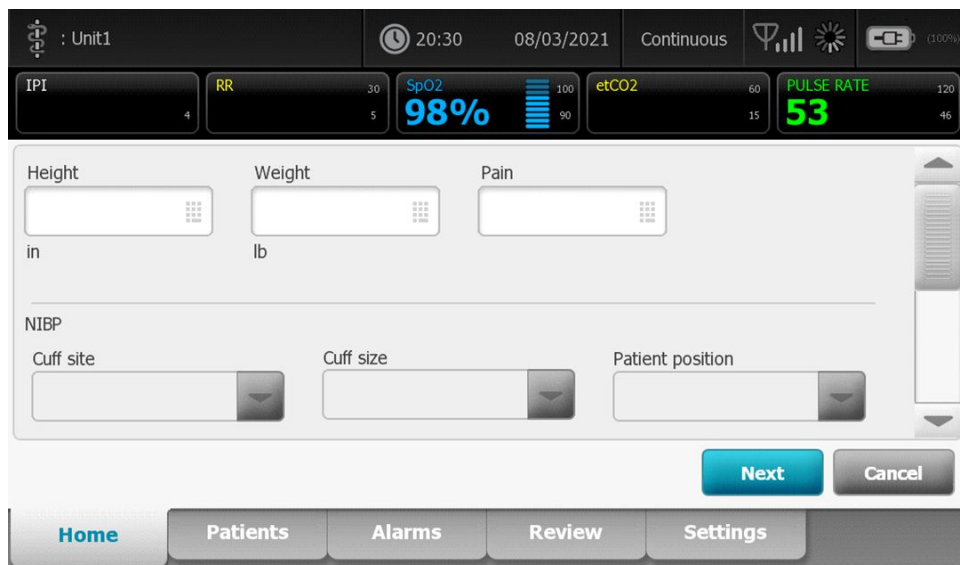 : Unit1 20:30 08/03/2021 Continuous (100%)
IPI 4 RR 30 5 SpO2 98% 100 90 etCO2 60 15 PULSE RATE 53 120 46
Height Weight Pain
in lb
NIBP
Cuff site Cuff size Patient position
Next Cancel
Home Patients Alarms Review Settings